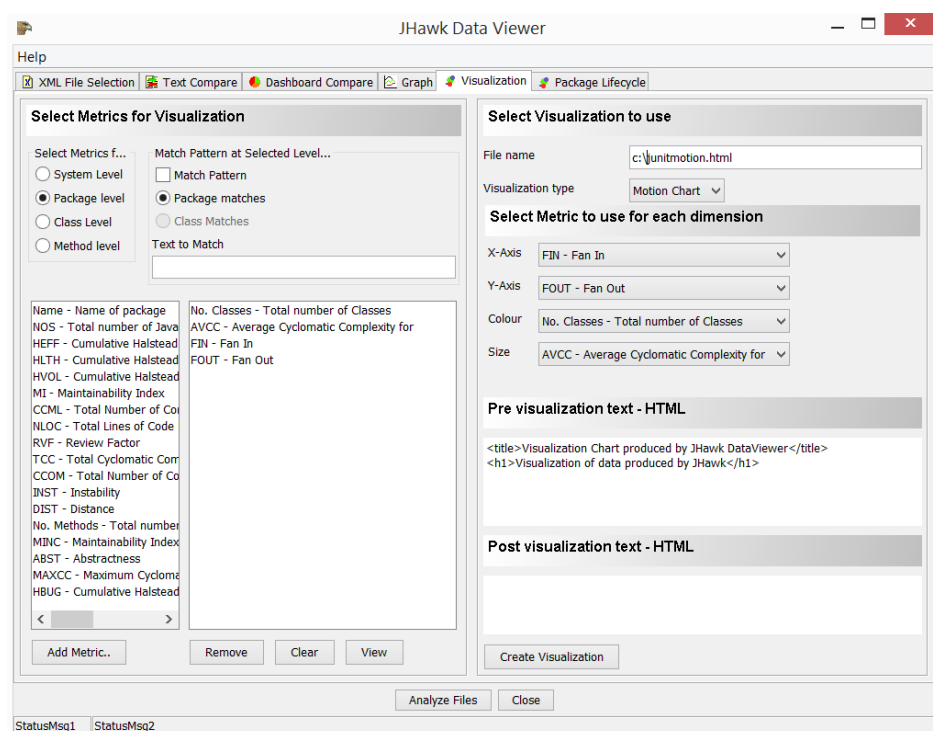 JHawk Data Viewer
Help
XML File Selection
Text Compare
Dashboard Compare
Graph
Visualization
Package Lifecycle
Select Metrics for Visualization
Select Metrics f...
System Level
Package level
Class Level
Method level
Match Pattern at Selected Level...
Match Pattern
Package matches
Class Matches
Text to Match
Name - Name of package
NOS - Total number of Java
HEFF - Cumulative Halstead
HLTH - Cumulative Halstead
HVOL - Cumulative Halstead
MI - Maintainability Index
CCML - Total Number of Co
NLOC - Total Lines of Code
RVF - Review Factor
TCC - Total Cyclomatic Com
CCOM - Total Number of Co
INST - Instability
DIST - Distance
No. Methods - Total number
MINC - Maintainability Index
ABST - Abstractness
MAXCC - Maximum Cycloma
HBUG - Cumulative Halstead
No. Classes - Total number of Classes
AVCC - Average Cyclomatic Complexity for
FIN - Fan In
FOUT - Fan Out
Add Metric..
Remove
Clear
View
Select Visualization to use
File name
c:\junitmotion.html
Visualization type
Motion Chart
Select Metric to use for each dimension
X-Axis
FIN - Fan In
Y-Axis
FOUT - Fan Out
Colour
No. Classes - Total number of Classes
Size
AVCC - Average Cyclomatic Complexity for
Pre visualization text - HTML
<title>Visualization Chart produced by JHawk DataViewer</title>
<h1>Visualization of data produced by JHawk</h1>
Post visualization text - HTML
Create Visualization
Analyze Files
Close
StatusMsg1
StatusMsg2